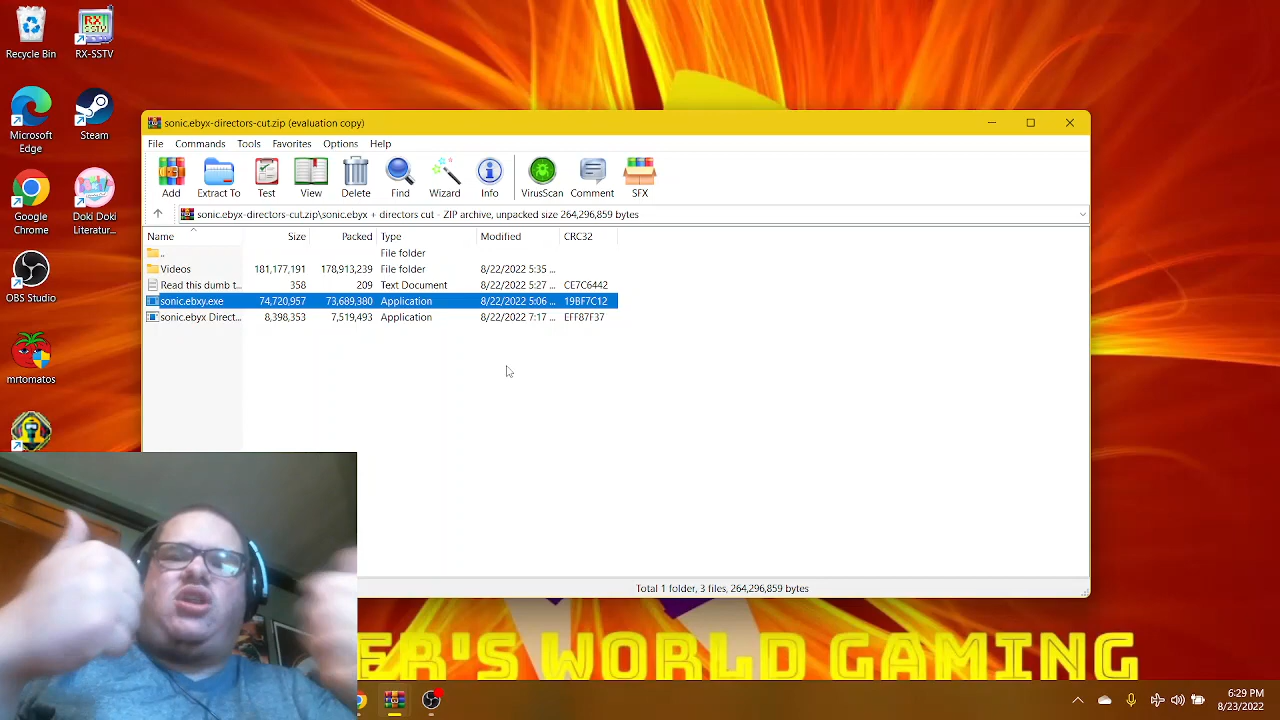 Recycle Bin
RX-SSTV
Microsoft
Edge
Steam
Google
Chrome
Doki Doki
Literatur...
OBS Studio
mrtomatos
sonic.ebyx-directors-cut.zip (evaluation copy)
File Commands Tools Favorites Options Help
Add Extract To Test View Delete Find Wizard Info VirusScan Comment SFX
sonic.ebyx-directors-cut.zip\sonic.ebyx + directors cut - ZIP archive, unpacked size 264,296,859 bytes
Name Size Packed Type Modified CRC32
.. File folder
Videos 181,177,191 178,913,239 File folder 8/22/2022 5:35 ...
Read this dumb t... 358 209 Text Document 8/22/2022 5:27 ... CE7C6442
sonic.ebxy.exe 74,720,957 73,689,380 Application 8/22/2022 5:06 ... 19BF7C12
sonic.ebyx Direct... 8,398,353 7,519,493 Application 8/22/2022 7:17 ... EFF87F37
Total 1 folder, 3 files, 264,296,859 bytes
ER'S WORLD GAMING
6:29 PM
8/23/2022